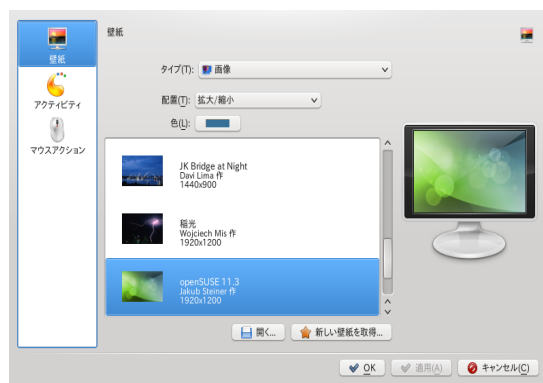 壁紙
アクティビティ
マウスアクション
壁紙
タイプ(T): 画像
配置(T): 拡大/縮小
色(L):
JK Bridge at Night
Davi Lima 作
1440x900
稲光
Wojciech Mis 作
1920x1200
openSUSE 11.3
Jakub Steiner 作
1920x1200
開く...
新しい壁紙を取得...
OK
適用(A)
キャンセル(C)